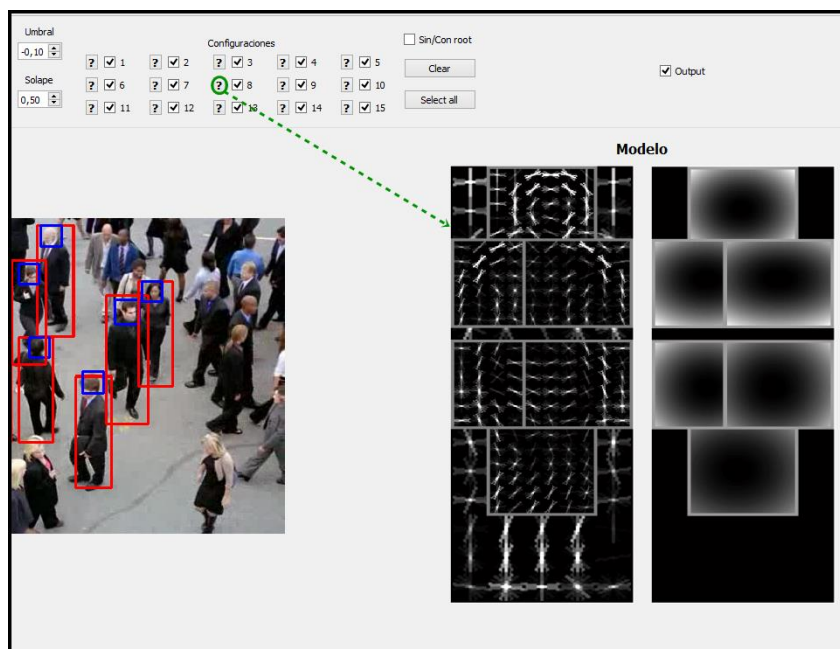 Umbral
-0,10
Configuraciones
Sin/Con root
? 1 ? 2 ? 3 ? 4 ? 5
Clear
Output
Solape
0,50
? 6 ? 7 ? 8 ? 9 ? 10
Select all
? 11 ? 12 ? 13 ? 14 ? 15
Modelo